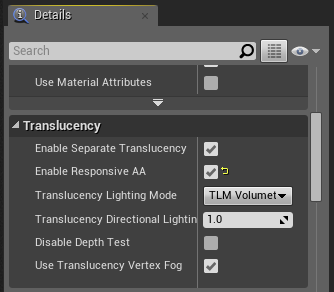 Details
Search
Use Material Attributes
Translucency
Enable Separate Translucency
Enable Responsive AA
Translucency Lighting Mode TLM Volumet
Translucency Directional Lightin 1.0
Disable Depth Test
Use Translucency Vertex Fog